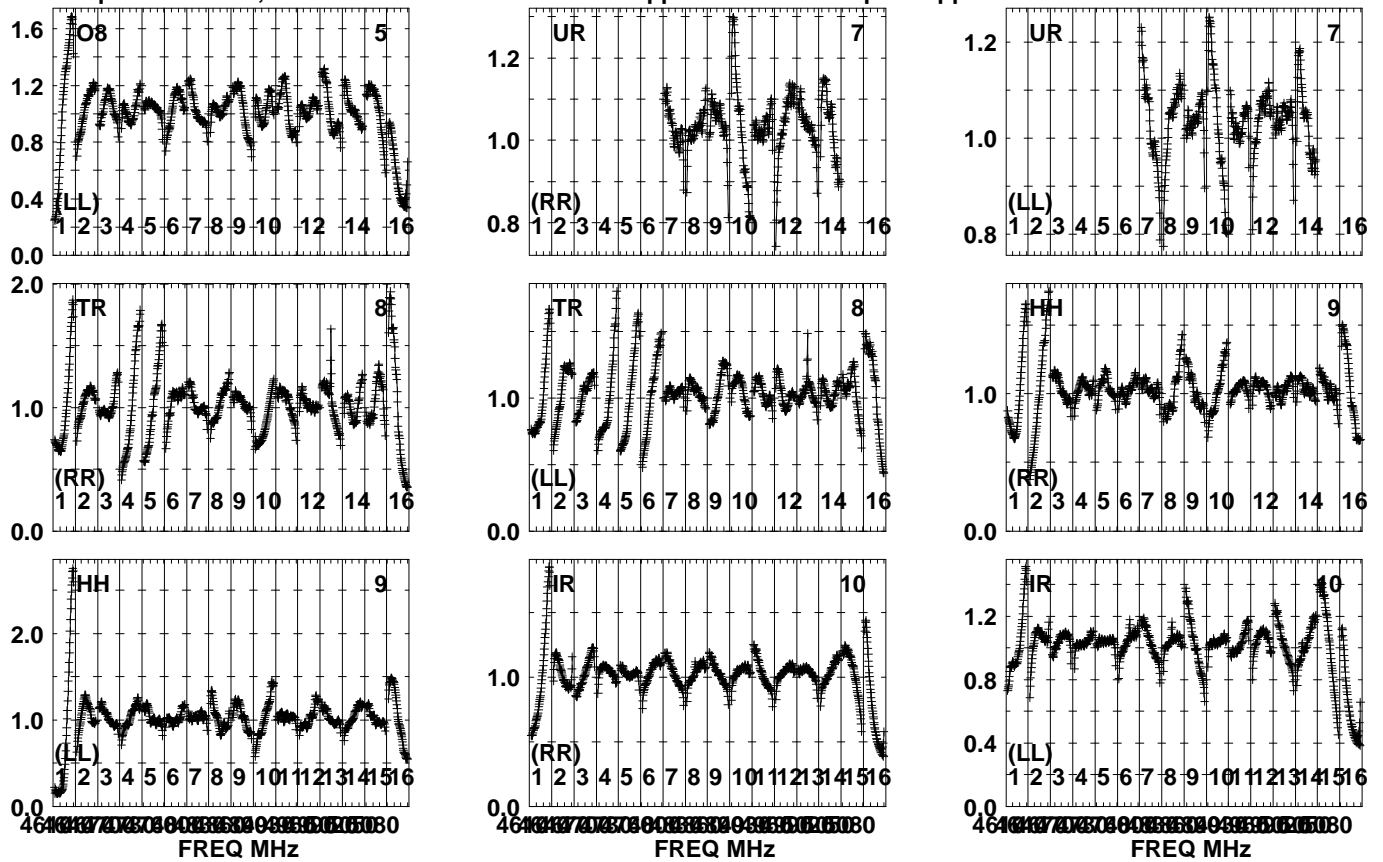 1.6
O8 5
1.2
0.8
0.4
(LL)
1 2 3 4 5 6 7 8 9 10 12 14 16
0.0
1.2
UR 7
1.0
0.8
(RR)
1 2 3 4 5 6 7 8 9 10 12 14 16
1.2
UR 7
1.0
0.8
(LL)
1 2 3 4 5 6 7 8 9 10 12 14 16
2.0
TR 8
1.0
(RR)
1 2 3 4 5 6 7 8 9 10 12 14 16
0.0
TR 8
1.0
(LL)
1 2 3 4 5 6 7 8 9 10 12 14 16
0.0
HH 9
1.0
(RR)
1 2 3 4 5 6 7 8 9 10 12 14 16
0.0
HH 9
2.0
1.0
(LL)
1 2 3 4 5 6 7 8 9 10 11 12 13 14 15 16
0.0
FREQ MHz
IR 10
1.0
(RR)
1 2 3 4 5 6 7 8 9 10 11 12 13 14 15 16
0.0
FREQ MHz
IR 10
1.2
0.8
0.4
(LL)
1 2 3 4 5 6 7 8 9 10 11 12 13 14 15 16
0.0
FREQ MHz